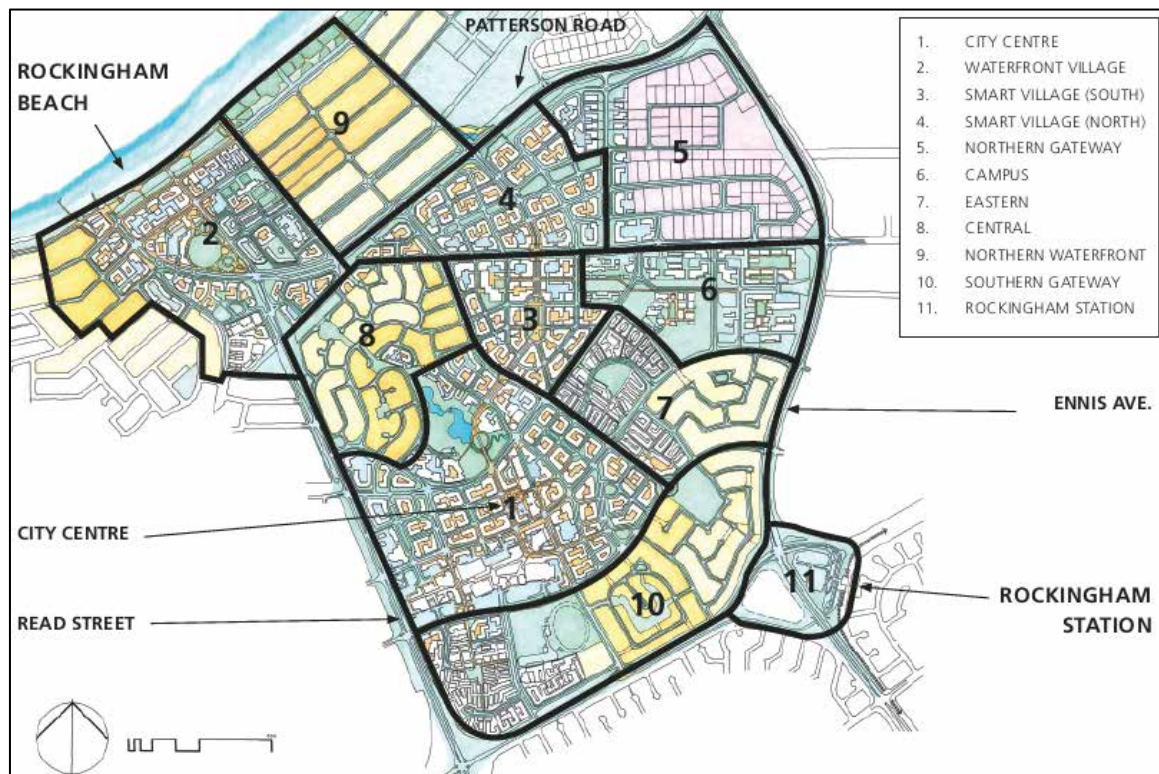 PATTERSON ROAD
ROCKINGHAM
BEACH
1. CITY CENTRE
2. WATERFRONT VILLAGE
3. SMART VILLAGE (SOUTH)
4. SMART VILLAGE (NORTH)
5. NORTHERN GATEWAY
6. CAMPUS
7. EASTERN
8. CENTRAL
9. NORTHERN WATERFRONT
10. SOUTHERN GATEWAY
11. ROCKINGHAM STATION
9
5
4
2
6
3
8
7
ENNIS AVE.
1
CITY CENTRE
11
10
ROCKINGHAM
STATION
READ STREET